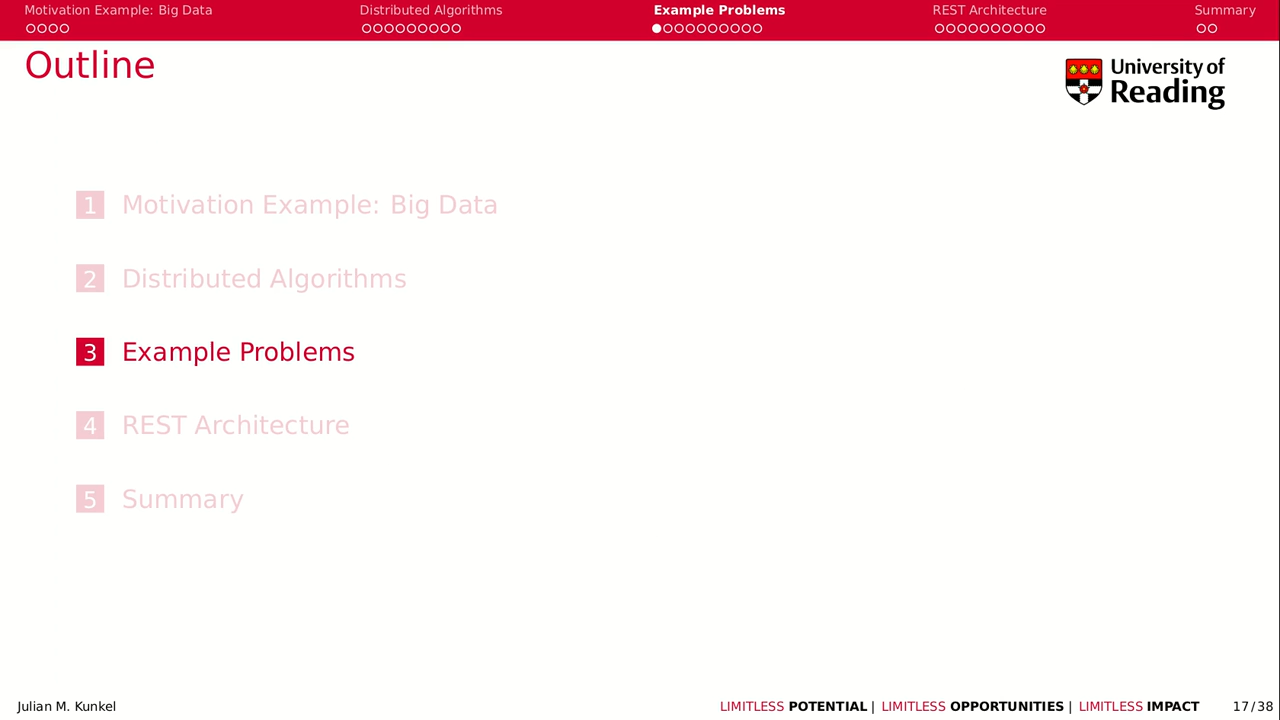 Motivation Example: Big Data Distributed Algorithms Example Problems REST Architecture Summary
Outline
University of
Reading
1 Motivation Example: Big Data
2 Distributed Algorithms
3 Example Problems
4 REST Architecture
5 Summary
Julian M. Kunkel LIMITLESS POTENTIAL | LIMITLESS OPPORTUNITIES | LIMITLESS IMPACT 17/38